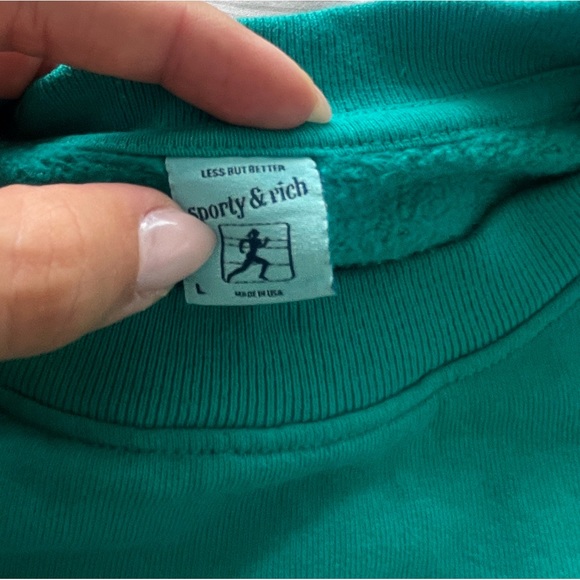 LESS BUT BETTER
sporty & rich
L
MADE IN USA